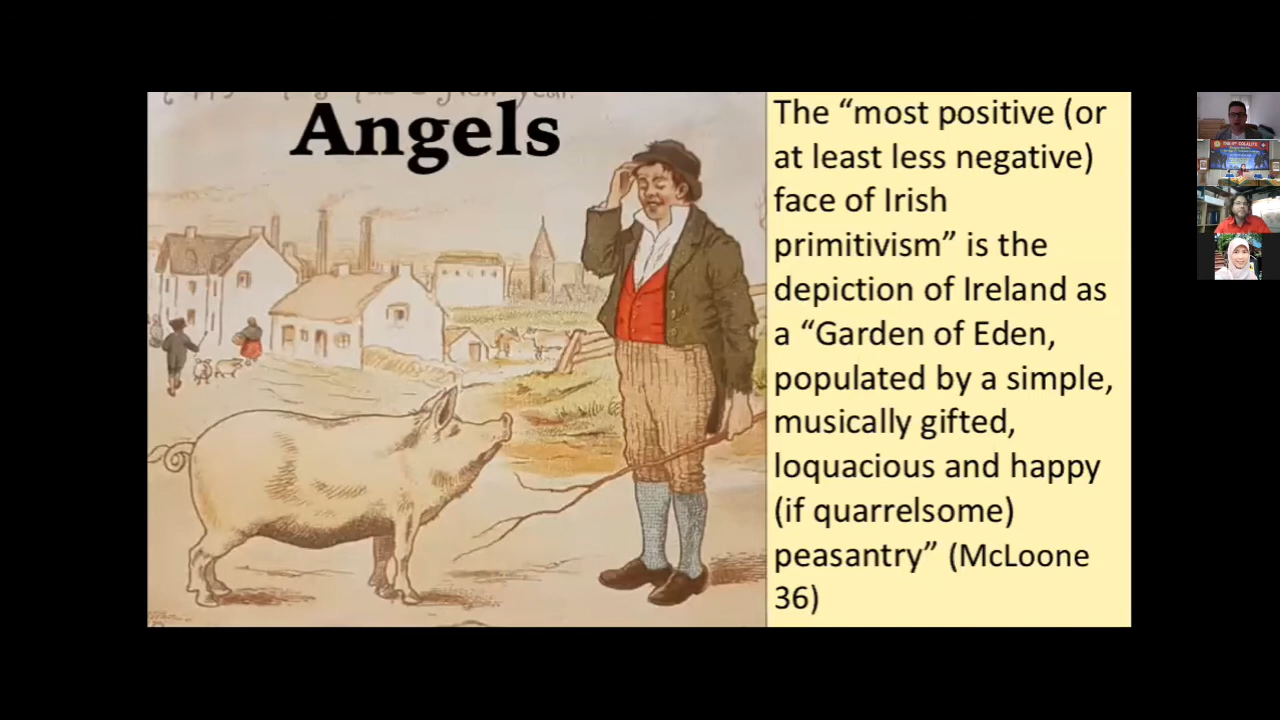 Angels
The “most positive (or
at least less negative)
face of Irish
primitivism” is the
depiction of Ireland as
a “Garden of Eden,
populated by a simple,
musically gifted,
loquacious and happy
(if quarrelsome)
peasantry” (McLoone
36)